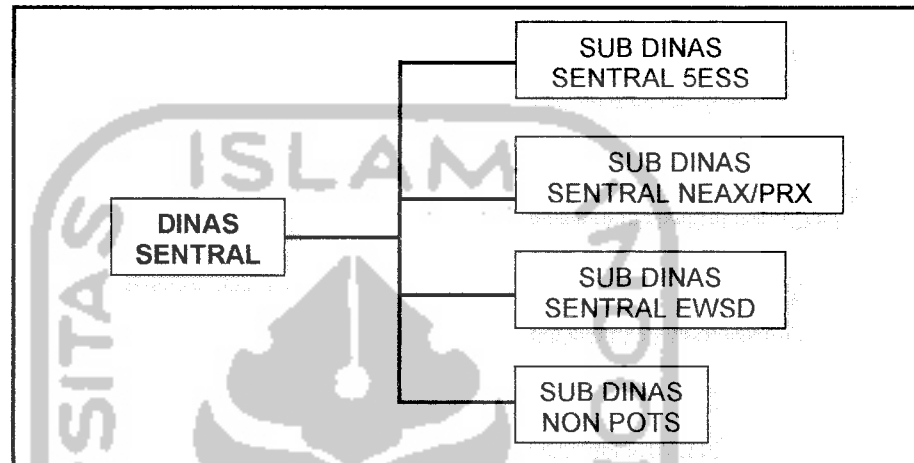 SUB DINAS
SENTRAL 5ESS
ISLAM
SUB DINAS
SENTRAL NEAX/PRX
DINAS
SENTRAL
SUB DINAS
SENTRAL EWSD
SUB DINAS
NON POTS
SITAS